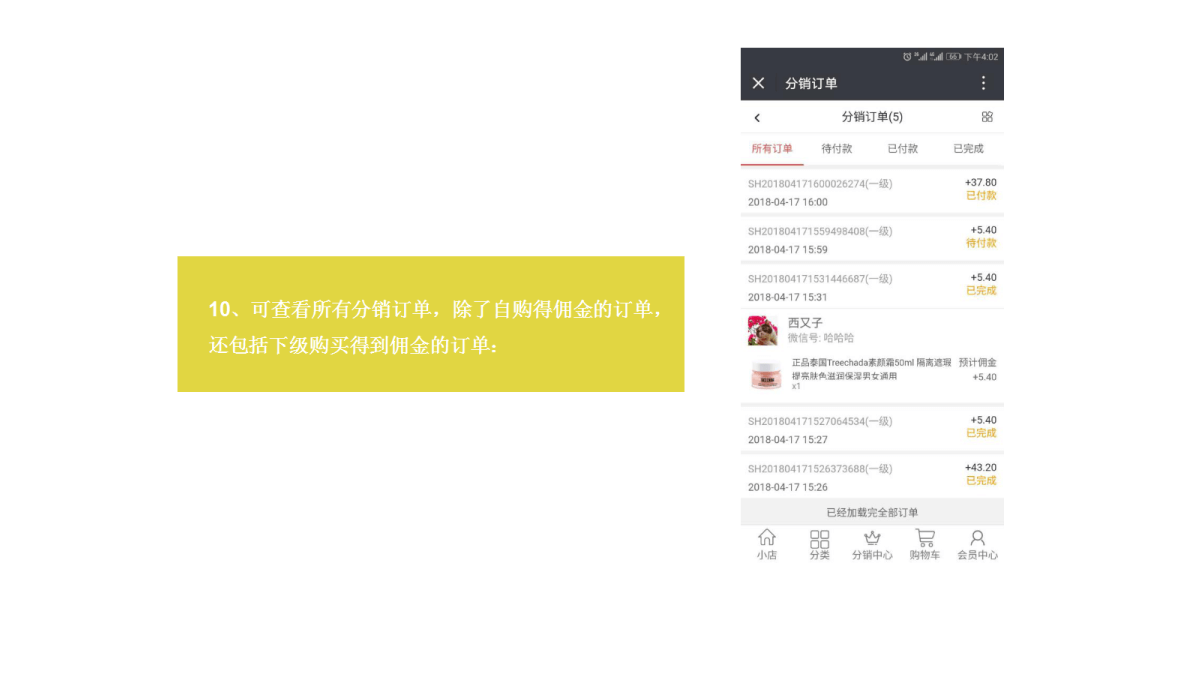 10、可查看所有分销订单，除了自购得佣金的订单，
还包括下级购买得到佣金的订单：
下午4:02
分销订单
分销订单(5)
所有订单 待付款 已付款 已完成
SH201804171600026274(一级) +37.80
已付款
2018-04-17 16:00
SH201804171559498408(一级) +5.40
待付款
2018-04-17 15:59
SH201804171531446687(一级) +5.40
已完成
2018-04-17 15:31
西又子
微信号: 哈哈哈
正品泰国Treechada素颜霜50ml 隔离遮瑕 预计佣金
提亮肤色滋润保湿男女通用 +5.40
x1
SH201804171527064534(一级) +5.40
已完成
2018-04-17 15:27
SH201804171526373688(一级) +43.20
已完成
2018-04-17 15:26
已经加载完全部订单
小店 分类 分销中心 购物车 会员中心